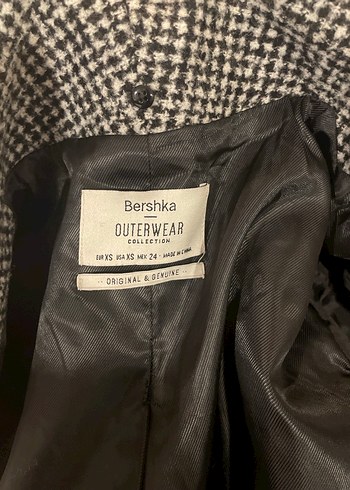 Bershka
OUTERWEAR
COLLECTION
EUR XS USA XS MEX 24 - MADE IN CHINA
·· ORIGINAL & GENUINE ··